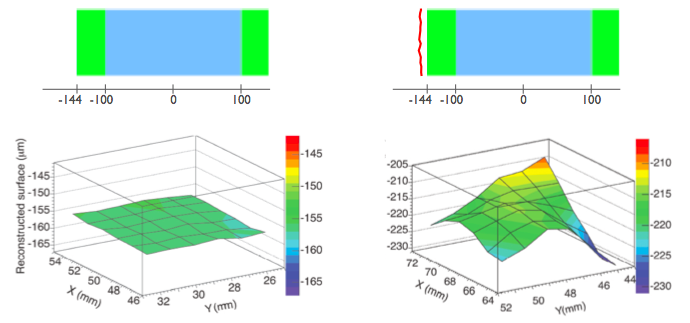 -144 -100 0 100
-144 -100 0 100
Reconstructed surface (μm)
-145
-150
-155
-160
-165
54 52 50 48 46
X (mm)
32 30 28 26
Y(mm)
-145
-150
-155
-160
-165
-205
-210
-215
-220
-225
-230
72 70 68 66 64
X (mm)
52 50 48 46 44
Y(mm)
-210
-215
-220
-225
-230